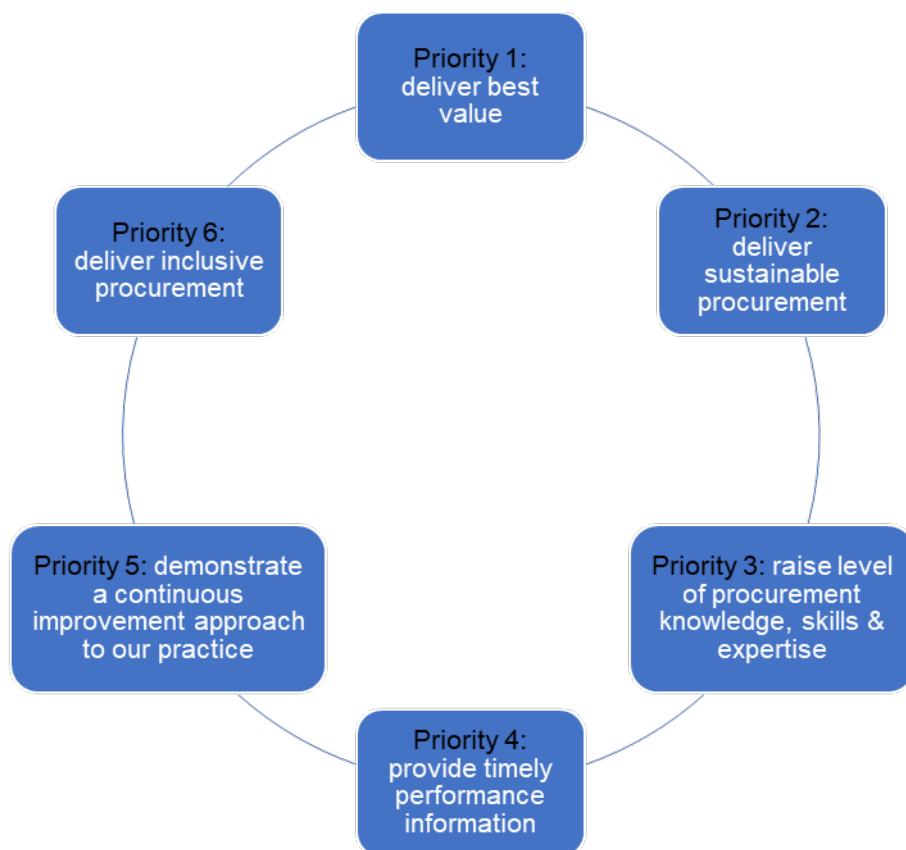 Priority 1:
deliver best
value
Priority 2:
deliver
sustainable
procurement
Priority 3: raise level
of procurement
knowledge, skills &
expertise
Priority 4:
provide timely
performance
information
Priority 5: demonstrate
a continuous
improvement approach
to our practice
Priority 6:
deliver inclusive
procurement